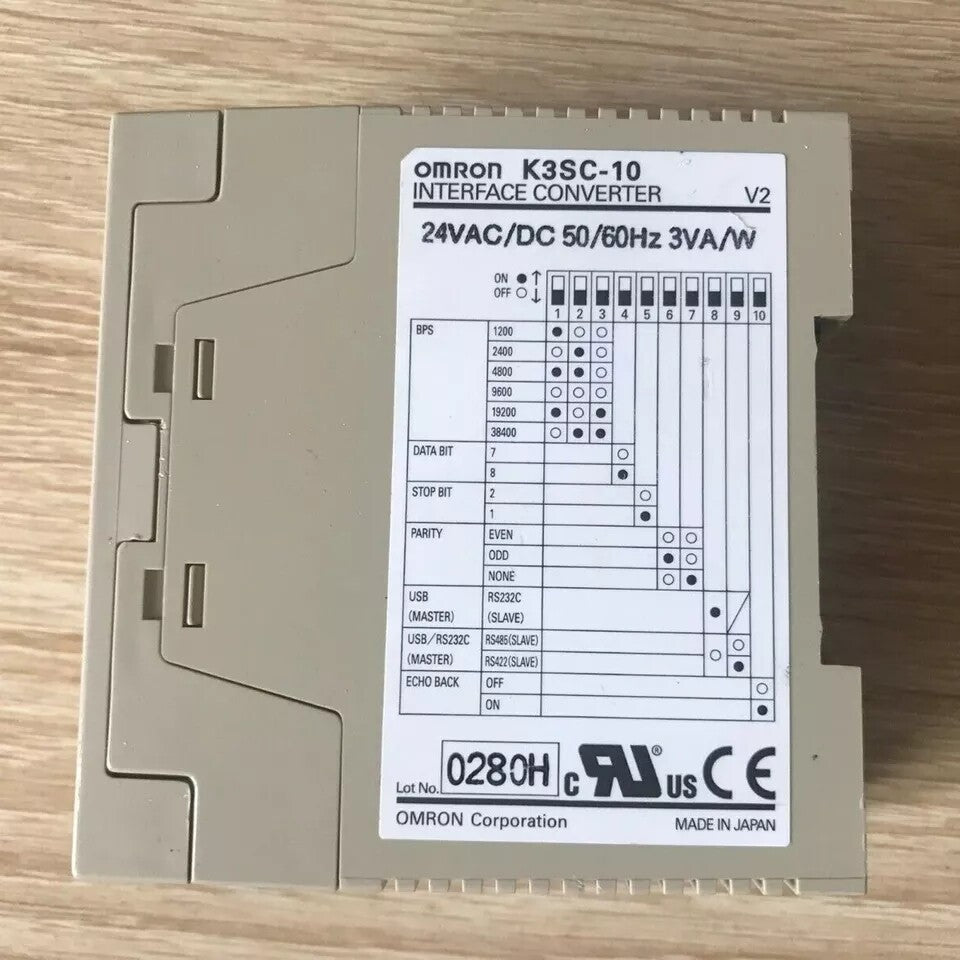 omron K3SC-10
INTERFACE CONVERTER V2
24VAC/DC 50/60Hz 3VA/W
ON ● ↑
OFF ○ ↓
1 2 3 4 5 6 7 8 9 10
BPS 1200 ● ○ ○
2400 ○ ● ○
4800 ● ● ○
9600 ○ ○ ○
19200 ● ○ ●
38400 ○ ● ●
DATA BIT 7 ○
8 ●
STOP BIT 2 ○
1 ●
PARITY EVEN ○ ○
ODD ● ○
NONE ○ ●
USB RS232C
(MASTER) (SLAVE) ●
USB/RS232C RS485(SLAVE) ○
(MASTER) RS422(SLAVE) ○ ●
ECHO BACK OFF ○
ON ●
Lot No. 0280H c RU ® US CE
OMRON Corporation MADE IN JAPAN